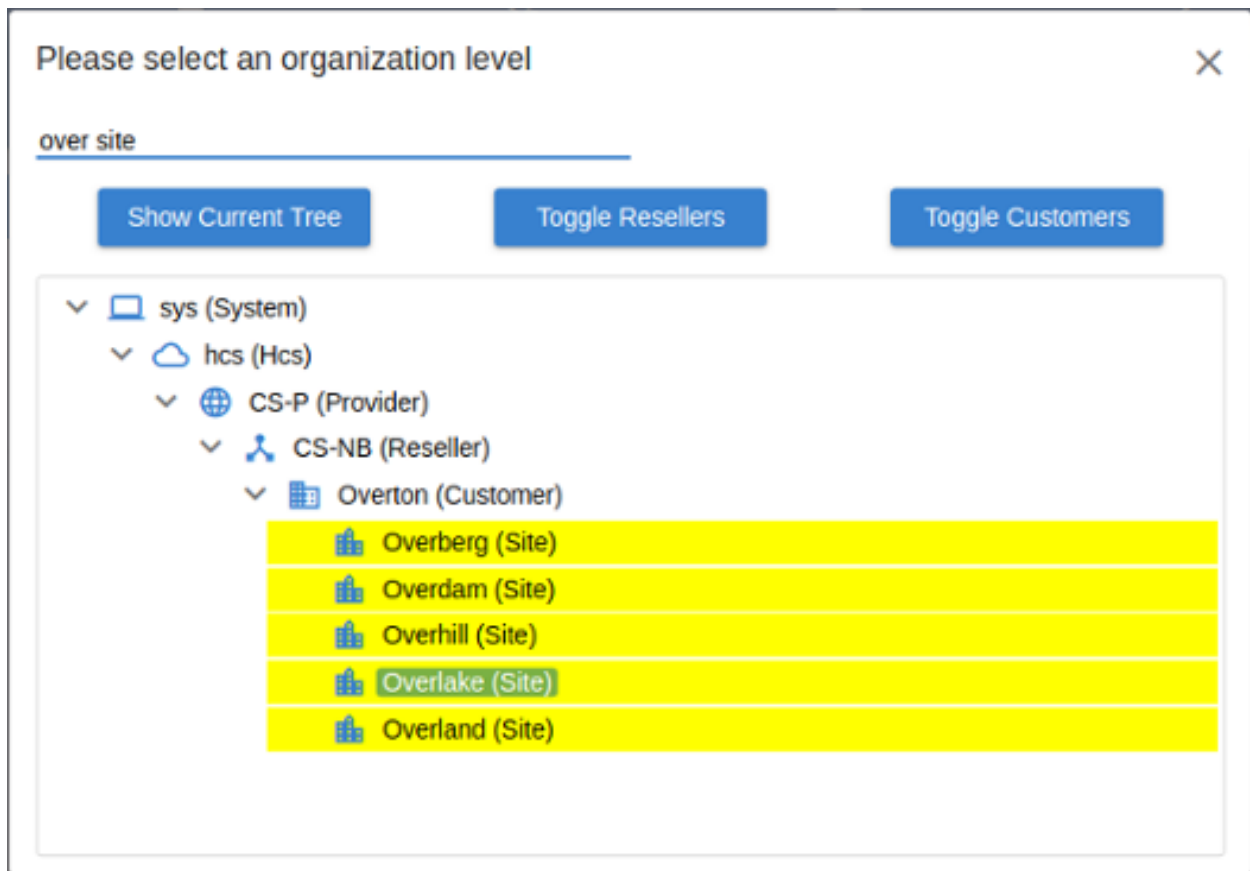 Please select an organization level
over site
Show Current Tree Toggle Resellers Toggle Customers
sys (System)
hcs (Hcs)
CS-P (Provider)
CS-NB (Reseller)
Overton (Customer)
Overberg (Site)
Overdam (Site)
Overhill (Site)
Overlake (Site)
Overland (Site)